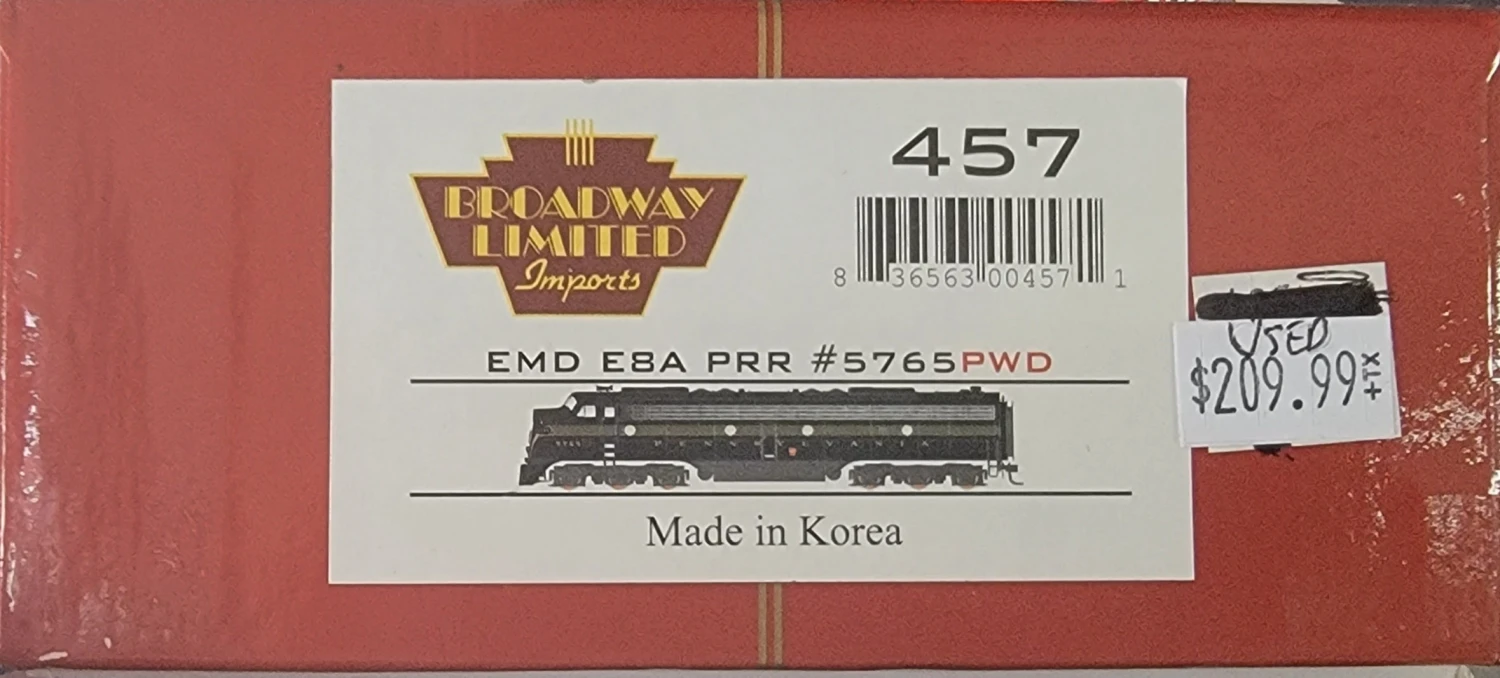 BROADWAY
LIMITED
Imports
457
8 36563 00457 1
EMD E8A PRR #5765PWD
Made in Korea
USED
$209.99+TX